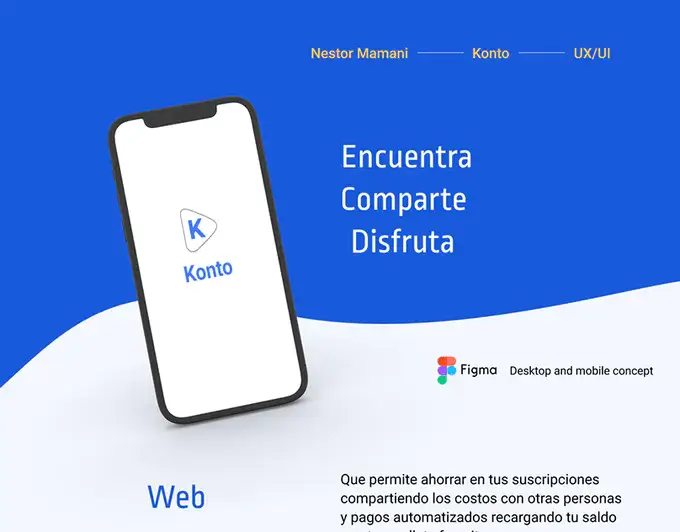 Nestor Mamani Konto UX/UI
Encuentra
Comparte
Disfruta
K
Konto
Figma Desktop and mobile concept
Web
Que permite ahorrar en tus suscripciones
compartiendo los costos con otras personas
y pagos automatizados recargando tu saldo